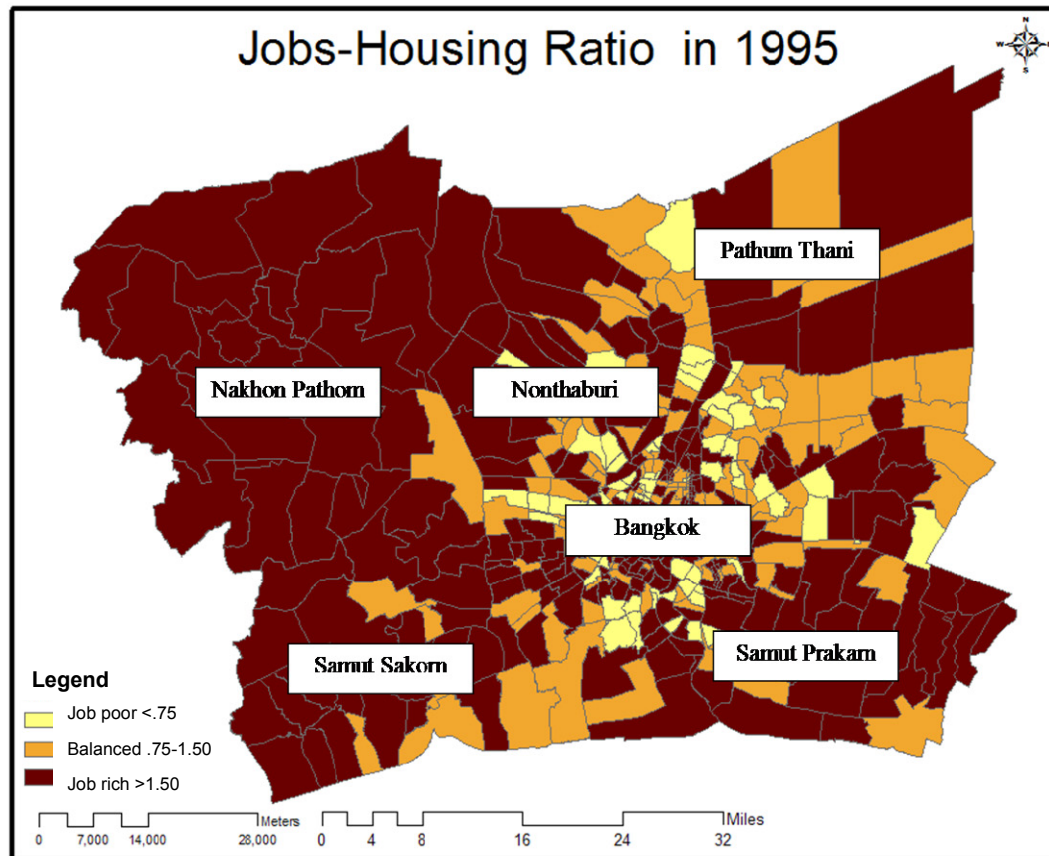 Jobs-Housing Ratio in 1995
N
W E
S
Pathum Thani
Nakhon Pathom
Nonthaburi
Bangkok
Samut Sakorn
Samut Prakarn
Legend
Job poor <.75
Balanced .75-1.50
Job rich >1.50
Meters
0 7,000 14,000 28,000
Miles
0 4 8 16 24 32